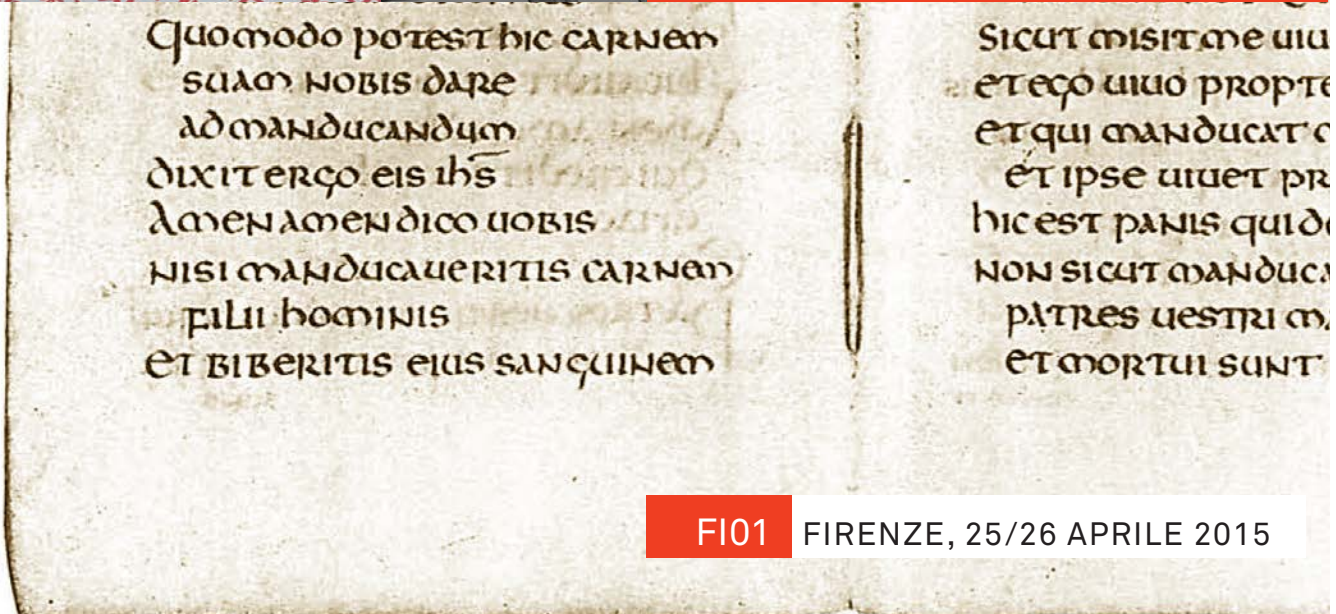 Quomodo potest hic carnem
suam nobis dare
ad manducandum
dixit ergo eis ihs̅
Amen amen dico uobis
nisi manducaueritis carnem
filii hominis
et biberitis eius sanguinem
Sicut misit me
et ego uiuo
et qui manducat
et ipse uiuet
hic est panis qui
non sicut
patres uestri
et mortui sunt
FI01 FIRENZE, 25/26 APRILE 2015